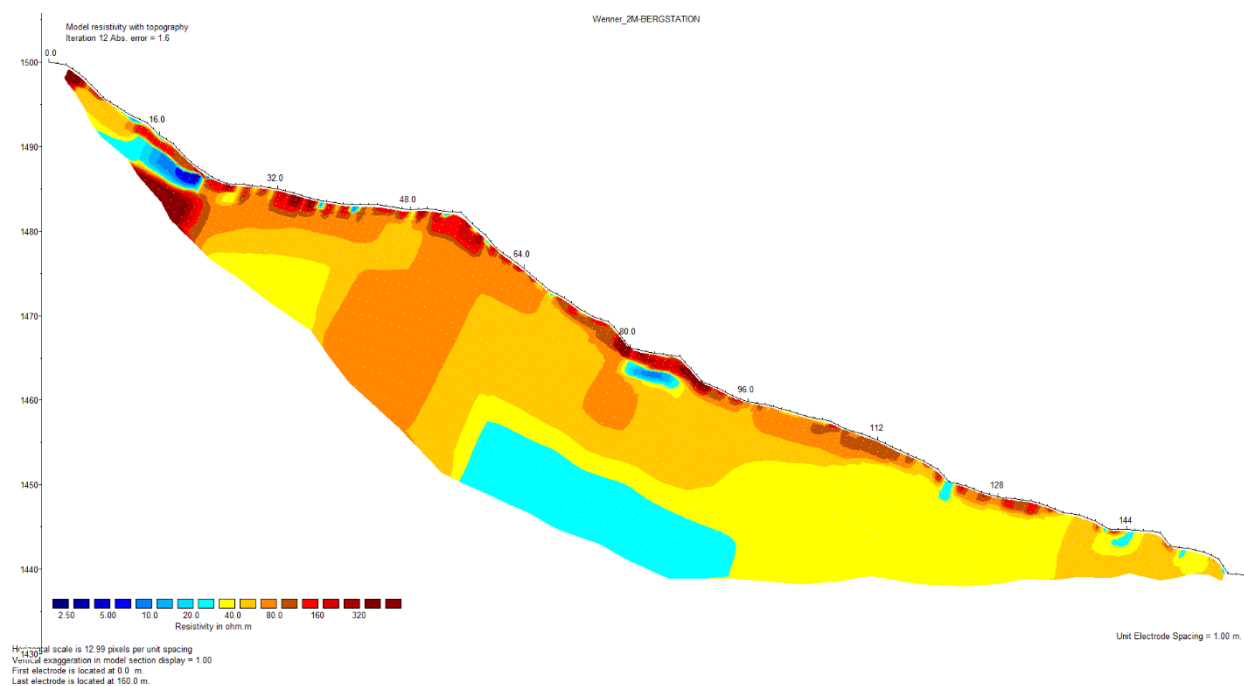 Wenner_2M-BERGSTATION
Model resistivity with topography
Iteration 12 Abs. error = 1.6
0.0
1500
16.0
1490
32.0
48.0
1480
64.0
1470
80.0
1460
96.0
112
1450
128
144
1440
2.50 5.00 10.0 20.0 40.0 80.0 160 320
Resistivity in ohm.m
Unit Electrode Spacing = 1.00 m.
Horizontal scale is 12.99 pixels per unit spacing
1430
Vertical exaggeration in model section display = 1.00
First electrode is located at 0.0 m.
Last electrode is located at 160.0 m.